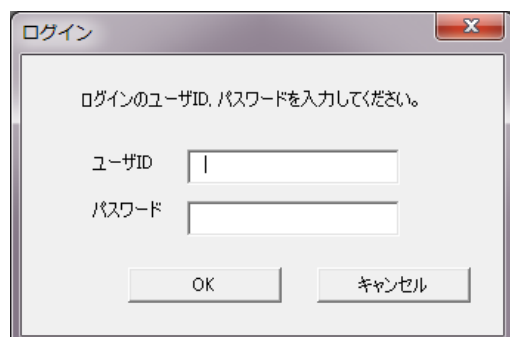 ログイン
ログインのユーザID, パスワードを入力してください。
ユーザID
パスワード
OK
キャンセル